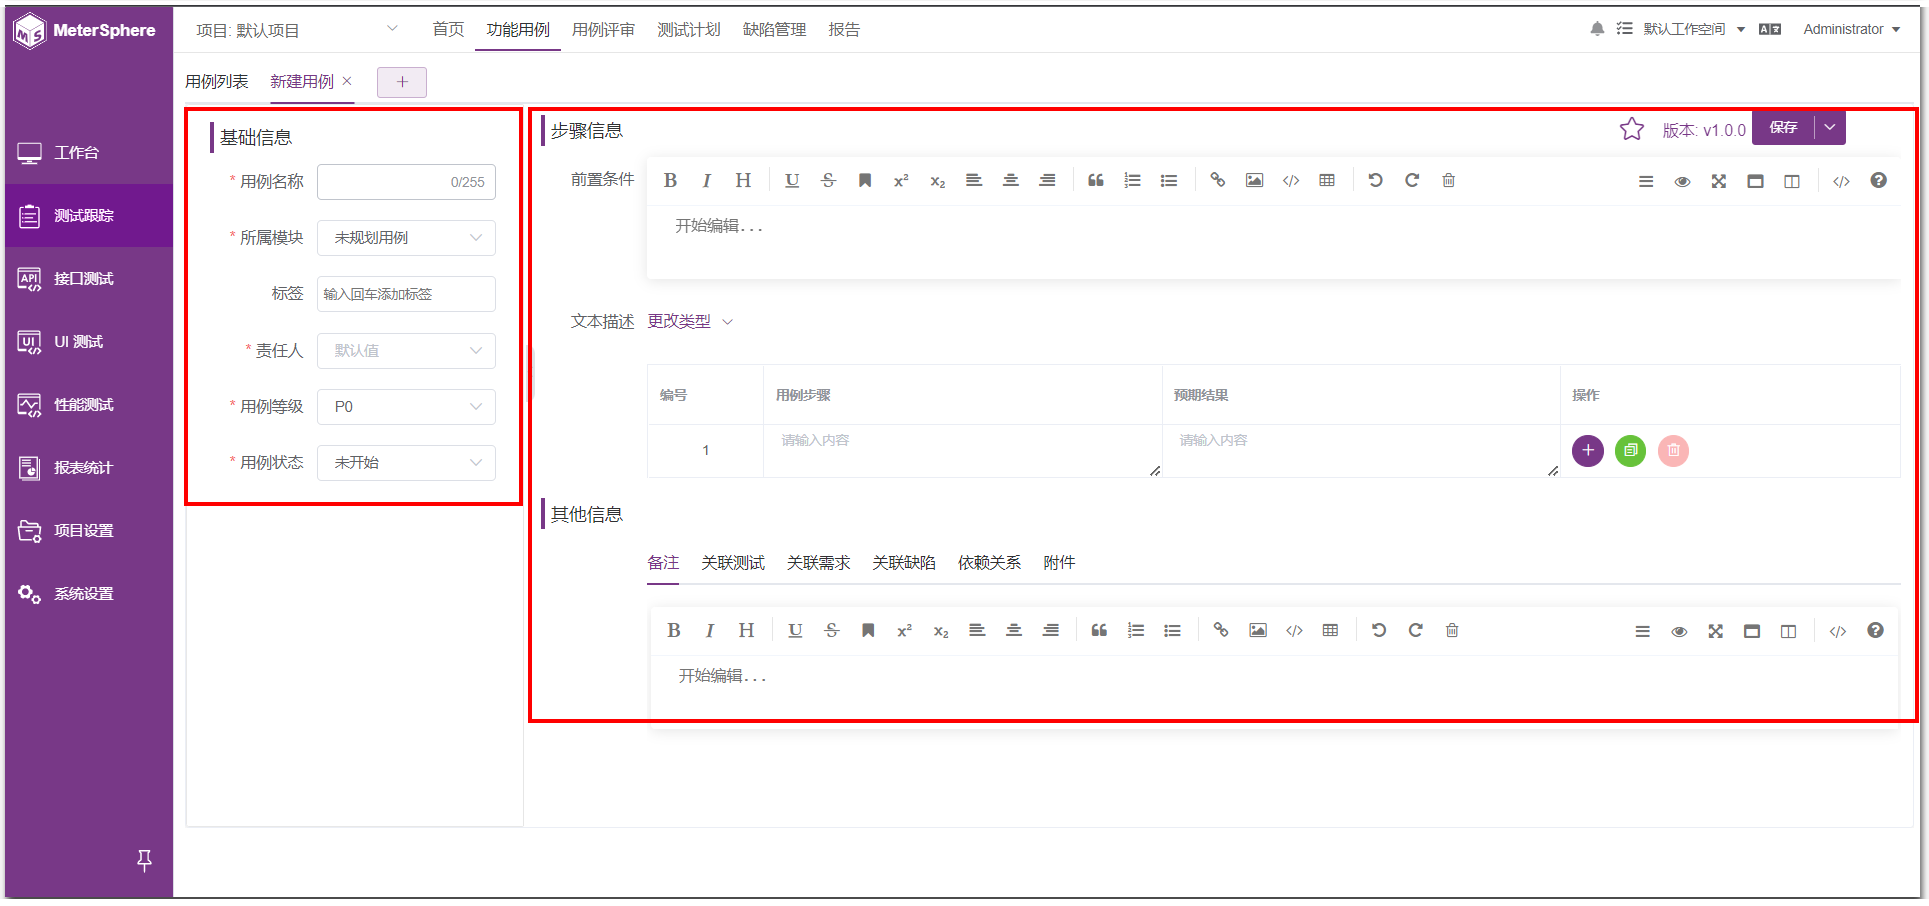 MeterSphere
项目: 默认项目
首页 功能用例 用例评审 测试计划 缺陷管理 报告
默认工作空间
Administrator
用例列表 新建用例
工作台
测试跟踪
接口测试
UI 测试
性能测试
报表统计
项目设置
系统设置
基础信息
* 用例名称 0/255
* 所属模块 未规划用例
标签 输入回车添加标签
* 责任人 默认值
* 用例等级 P0
* 用例状态 未开始
步骤信息
版本: v1.0.0 保存
前置条件
开始编辑...
文本描述 更改类型
编号 用例步骤 预期结果 操作
1 请输入内容 请输入内容
其他信息
备注 关联测试 关联需求 关联缺陷 依赖关系 附件
开始编辑...